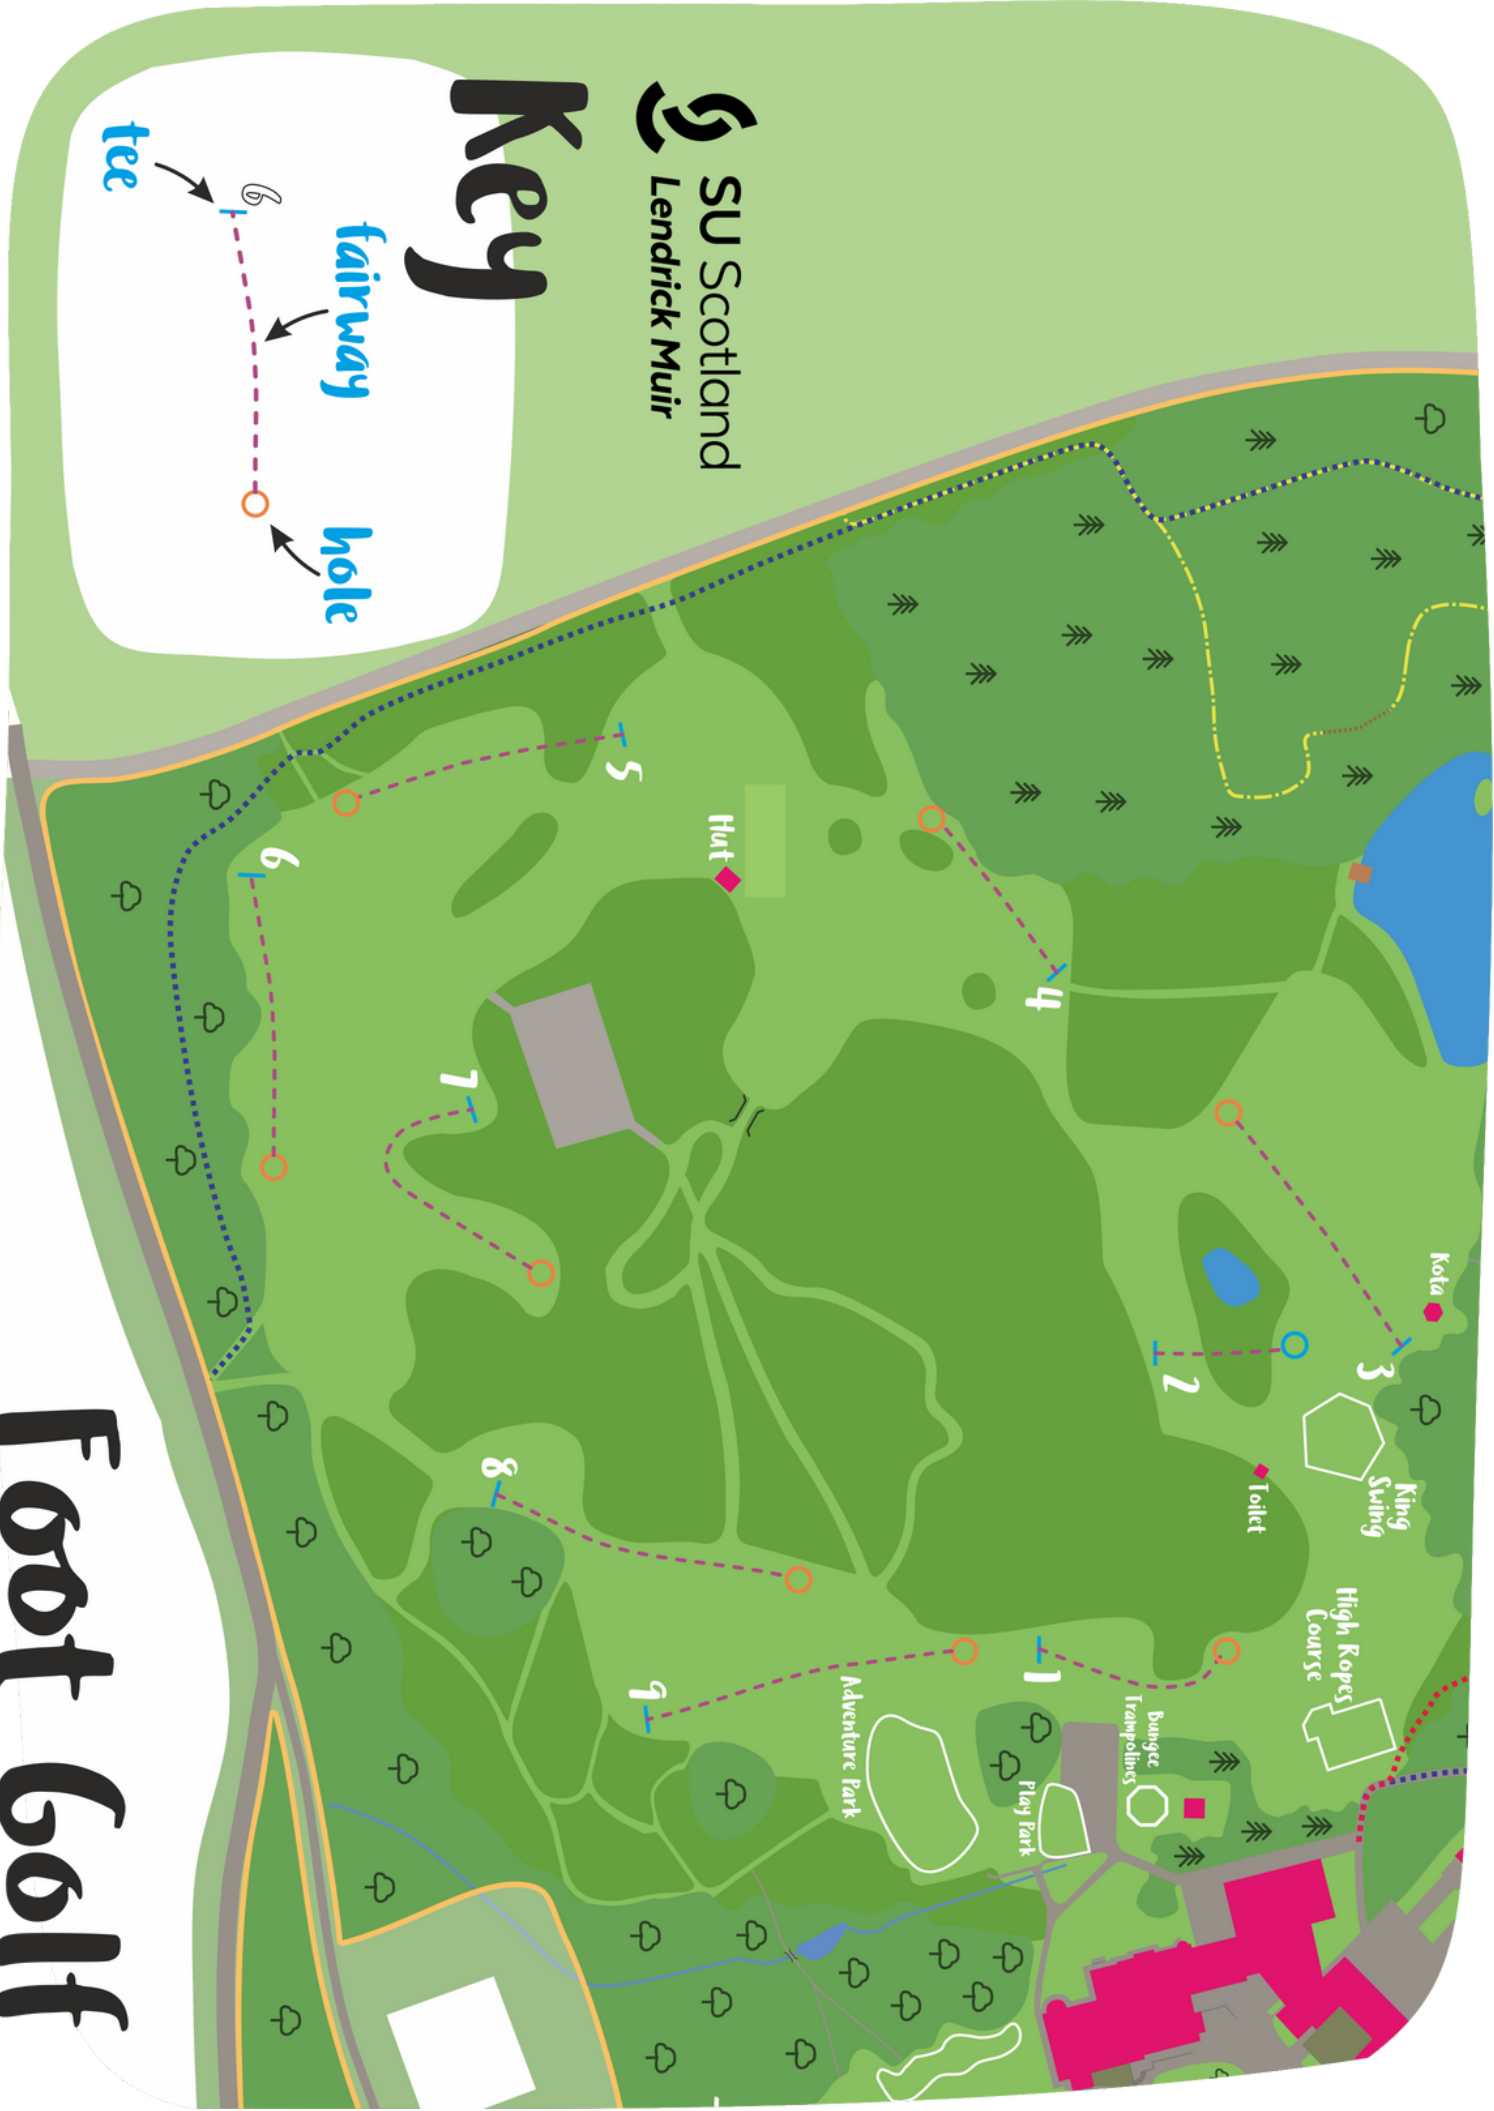 Key
tee
6
fairway
hole
SU Scotland
Lendrick Muir
Foot Golf
5
6
Hut
4
7
Kota
3
2
King
Swing
Toilet
8
High Ropes
Course
1
9
Adventure Park
Bungee
Trampolines
Play Park